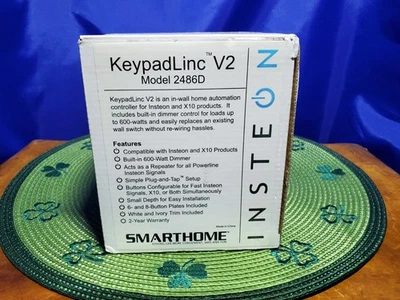 KeypadLinc™ V2
Model 2486D
KeypadLinc V2 is an in-wall home automation
controller for Insteon and X10 products. It
includes built-in dimmer control for loads up
to 600-watts and easily replaces an existing
wall switch without re-wiring hassles.
Features
Compatible with Insteon and X10 Products
Built-in 600-Watt Dimmer
Acts as a Repeater for all Powerline
Insteon Signals
Simple Plug-and-Tap™ Setup
Buttons Configurable for Fast Insteon
Signals, X10, or Both Simultaneously
Small Depth for Easy Installation
6- and 8-Button Plates Included
White and Ivory Trim Included
2-Year Warranty
Made in China
SMARTHOME™
INSTEON